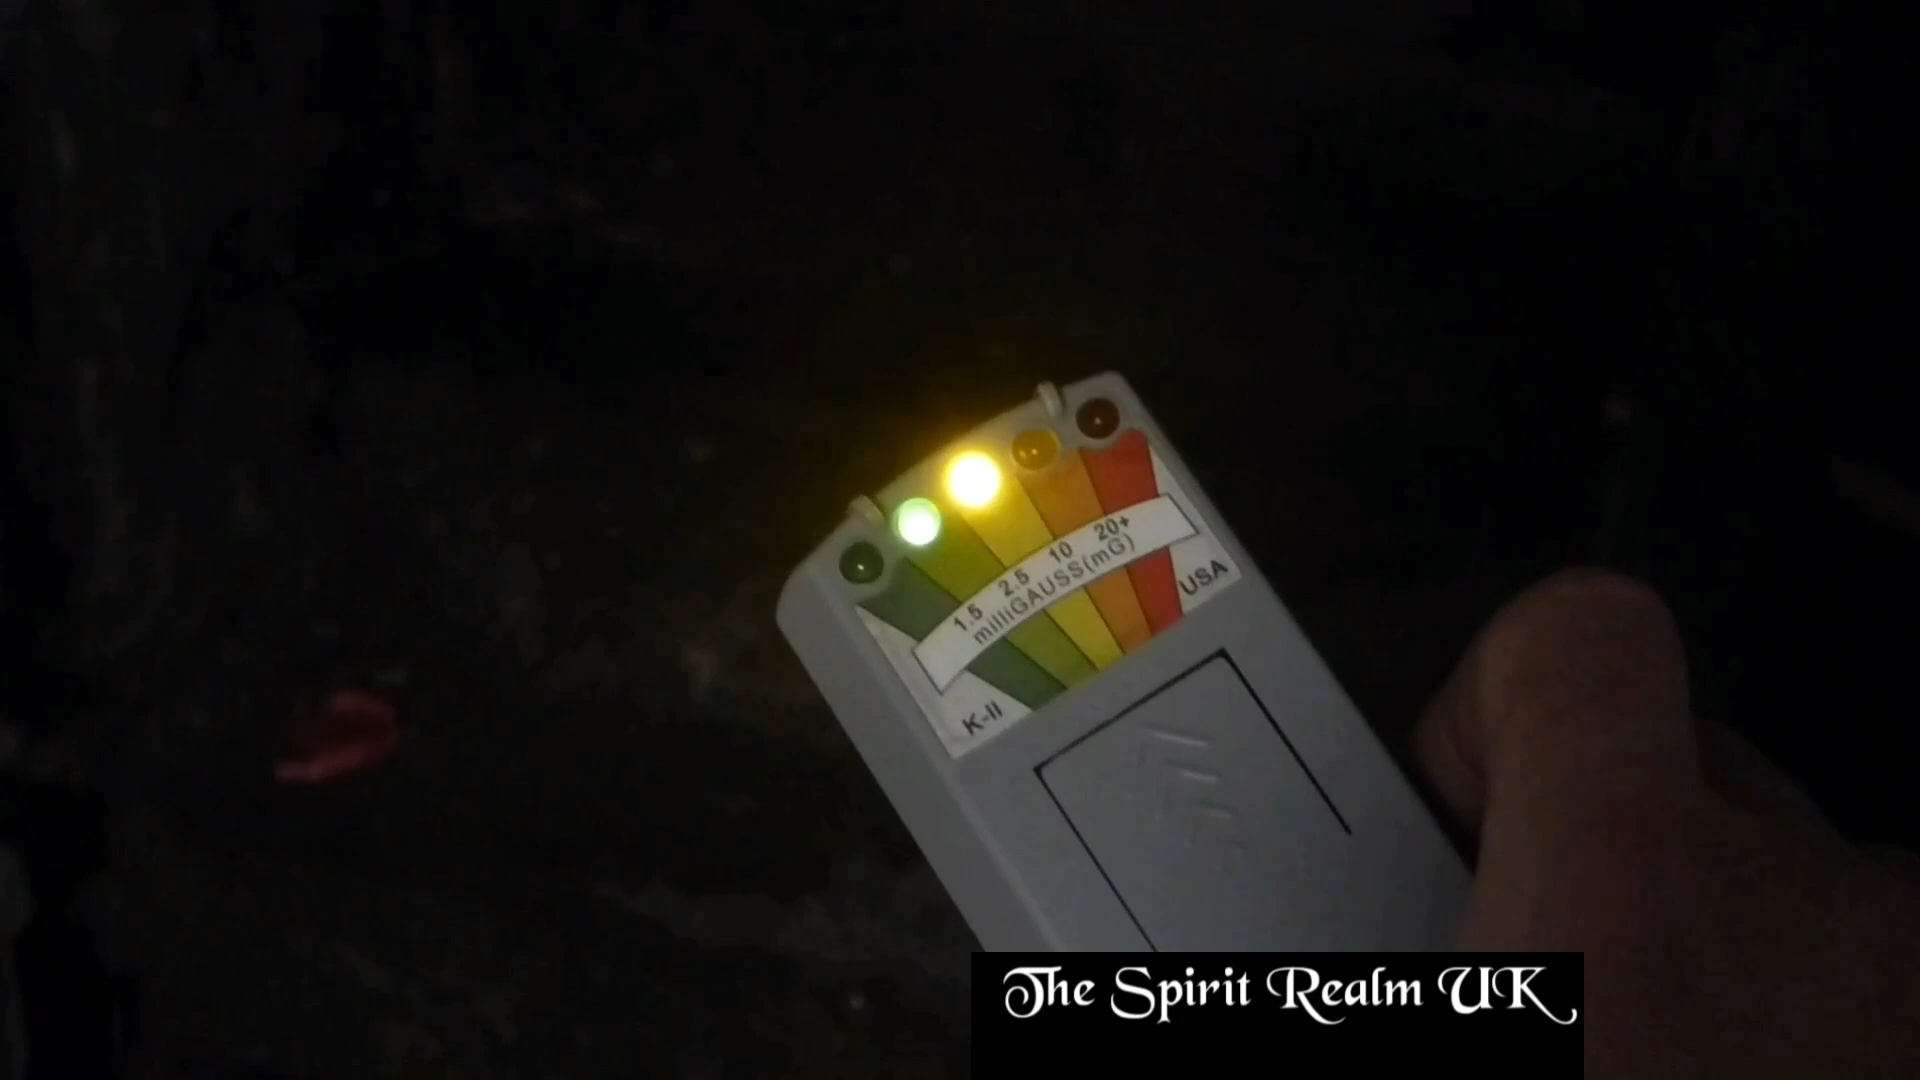 1.5 2.5 10 20+
milliGAUSS(mG)
K-II
USA
The Spirit Realm UK